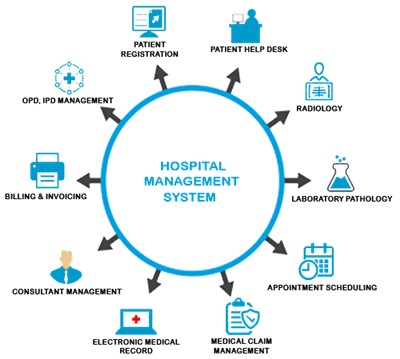 PATIENT
REGISTRATION
PATIENT HELP DESK
OPD, IPD MANAGEMENT
RADIOLOGY
HOSPITAL
MANAGEMENT
SYSTEM
BILLING & INVOICING
LABORATORY PATHOLOGY
CONSULTANT MANAGEMENT
APPOINTMENT SCHEDULING
ELECTRONIC MEDICAL
RECORD
MEDICAL CLAIM
MANAGEMENT